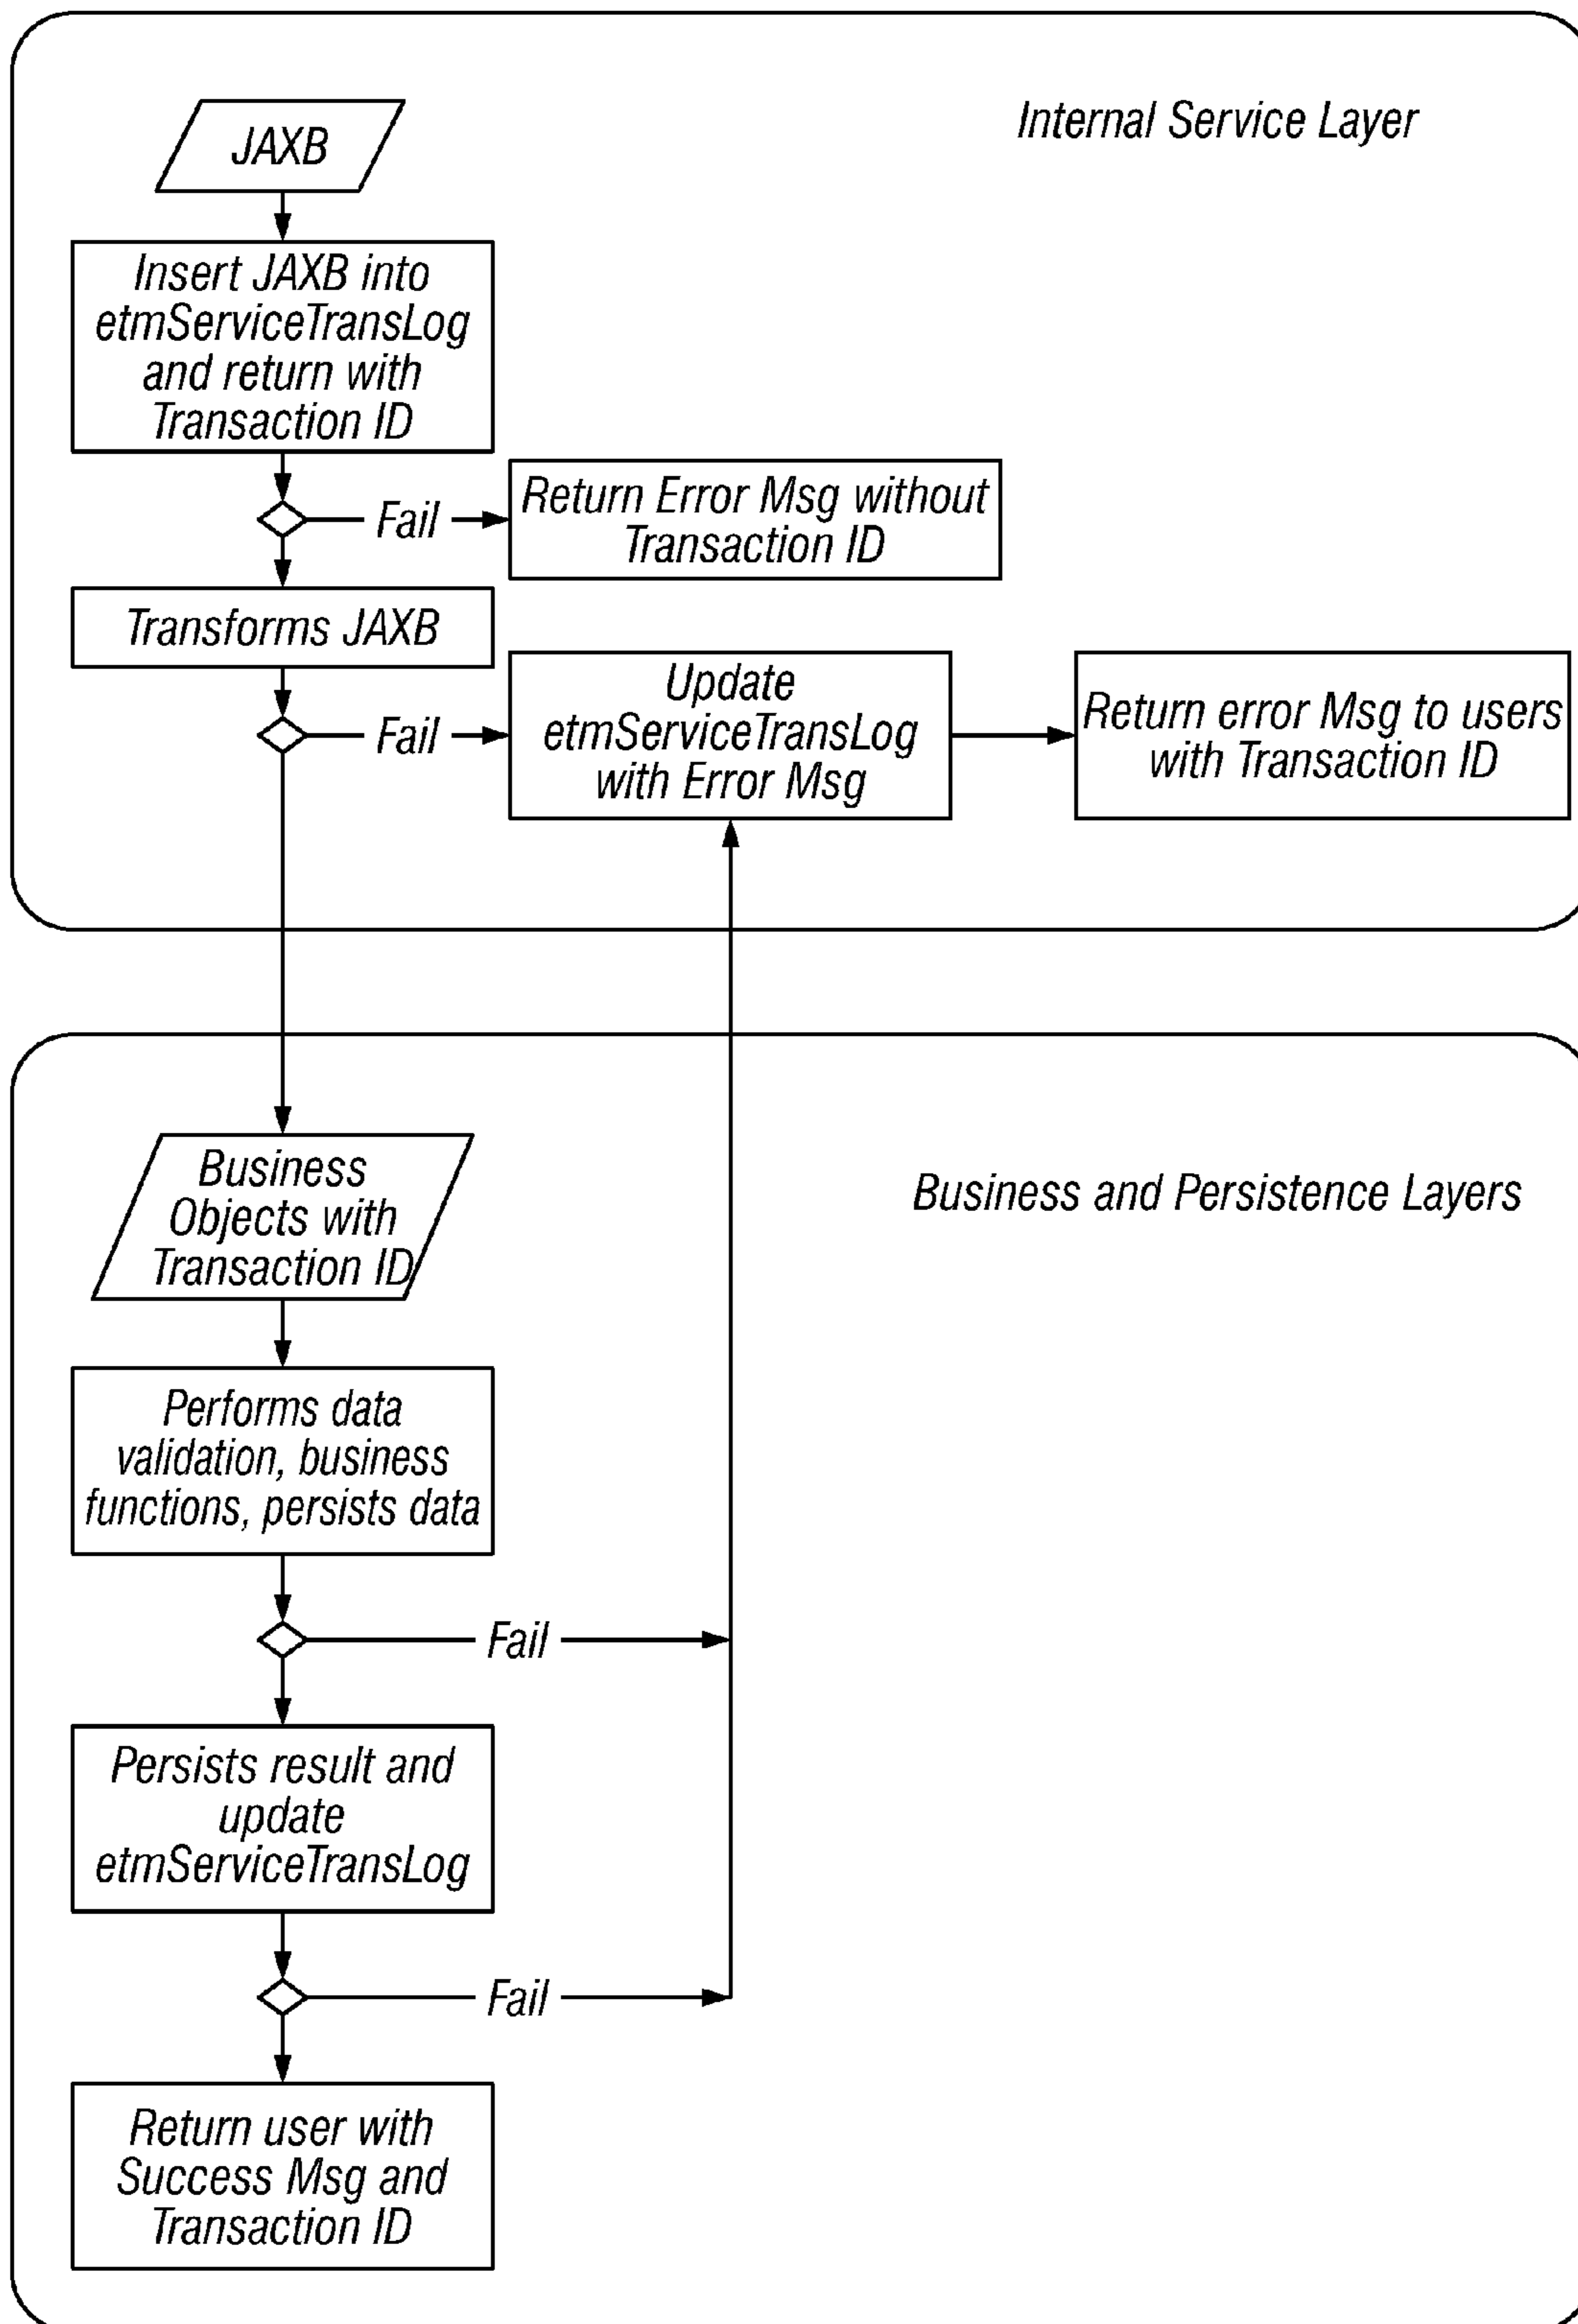 Internal Service Layer
JAXB
Insert JAXB into
etmServiceTransLog
and return with
Transaction ID
Fail
Return Error Msg without
Transaction ID
Transforms JAXB
Fail
Update
etmServiceTransLog
with Error Msg
Return error Msg to users
with Transaction ID
Business and Persistence Layers
Business
Objects with
Transaction ID
Performs data
validation, business
functions, persists data
Fail
Persists result and
update
etmServiceTransLog
Fail
Return user with
Success Msg and
Transaction ID